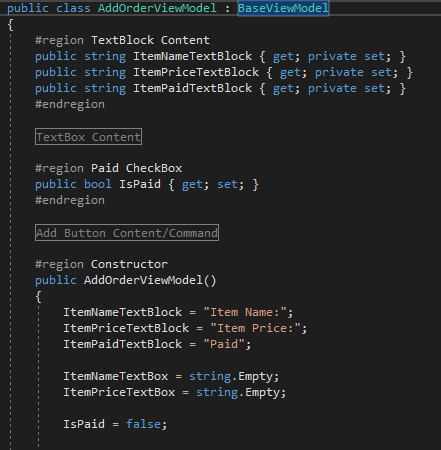 public class AddOrderViewModel : BaseViewModel
{
#region TextBlock Content
public string ItemNameTextBlock { get; private set; }
public string ItemPriceTextBlock { get; private set; }
public string ItemPaidTextBlock { get; private set; }
#endregion
TextBox Content
#region Paid CheckBox
public bool IsPaid { get; set; }
#endregion
Add Button Content/Command
#region Constructor
public AddOrderViewModel()
{
ItemNameTextBlock = "Item Name:";
ItemPriceTextBlock = "Item Price:";
ItemPaidTextBlock = "Paid";
ItemNameTextBox = string.Empty;
ItemPriceTextBox = string.Empty;
IsPaid = false;